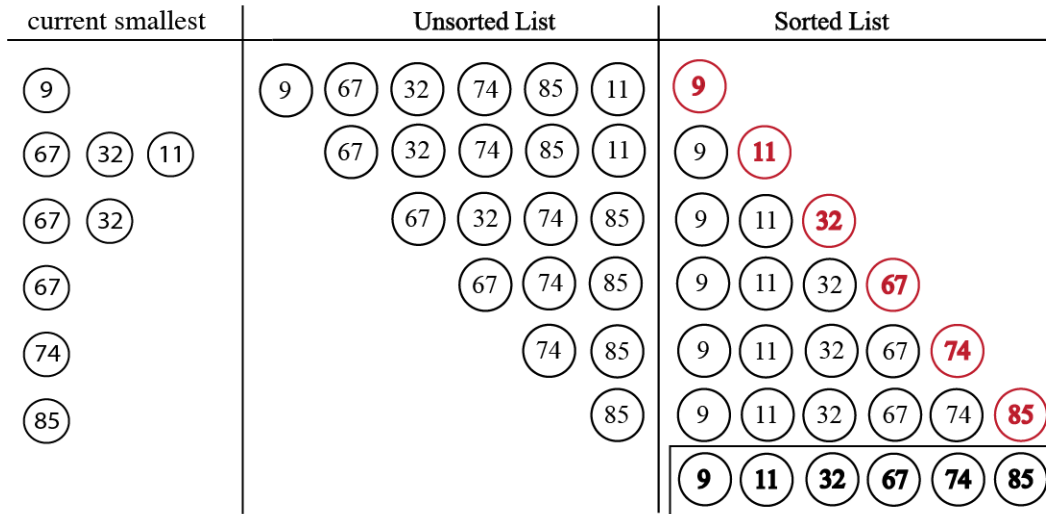 current smallest Unsorted List Sorted List
9 9 67 32 74 85 11 9
67 32 11 67 32 74 85 11 9 11
67 32 67 32 74 85 9 11 32
67 67 74 85 9 11 32 67
74 74 85 9 11 32 67 74
85 85 9 11 32 67 74 85
9 11 32 67 74 85